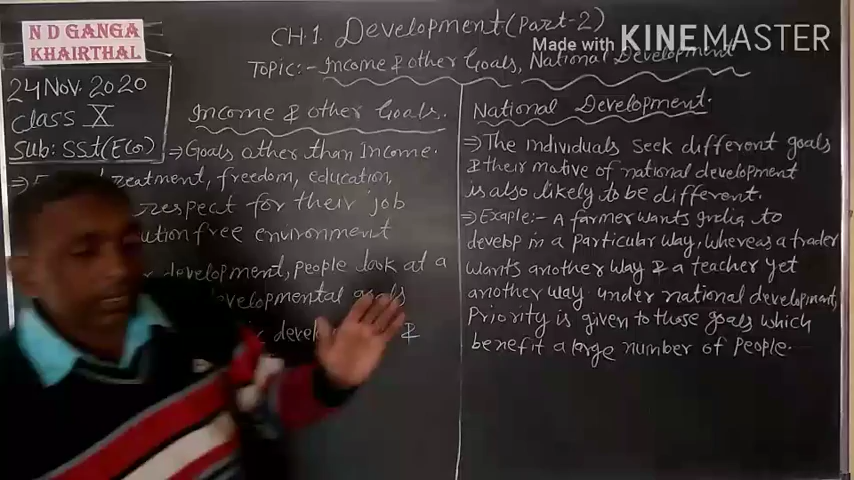 N D GANGA
KHAIRTHAL
CH.1. Development (Part-2)
Made with KINEMASTER
TOPIC:- Income & other Goals, National Development
24 Nov. 2020
Class X
Sub: SSt (Eco)
Income & other Goals.
⇒ Goals other than Income.
⇒ treatment, freedom, education,
respect for their job
free environment
development, people look at a
developmental goals
&
National Development.
⇒ The individuals seek different goals
& their motive of national development
is also likely to be different.
⇒ Exaple:- A farmer wants India to
develop in a particular way, whereas a trader
wants another way & a teacher yet
another way under national development,
Priority is given to those goals which
benefit a large number of People.